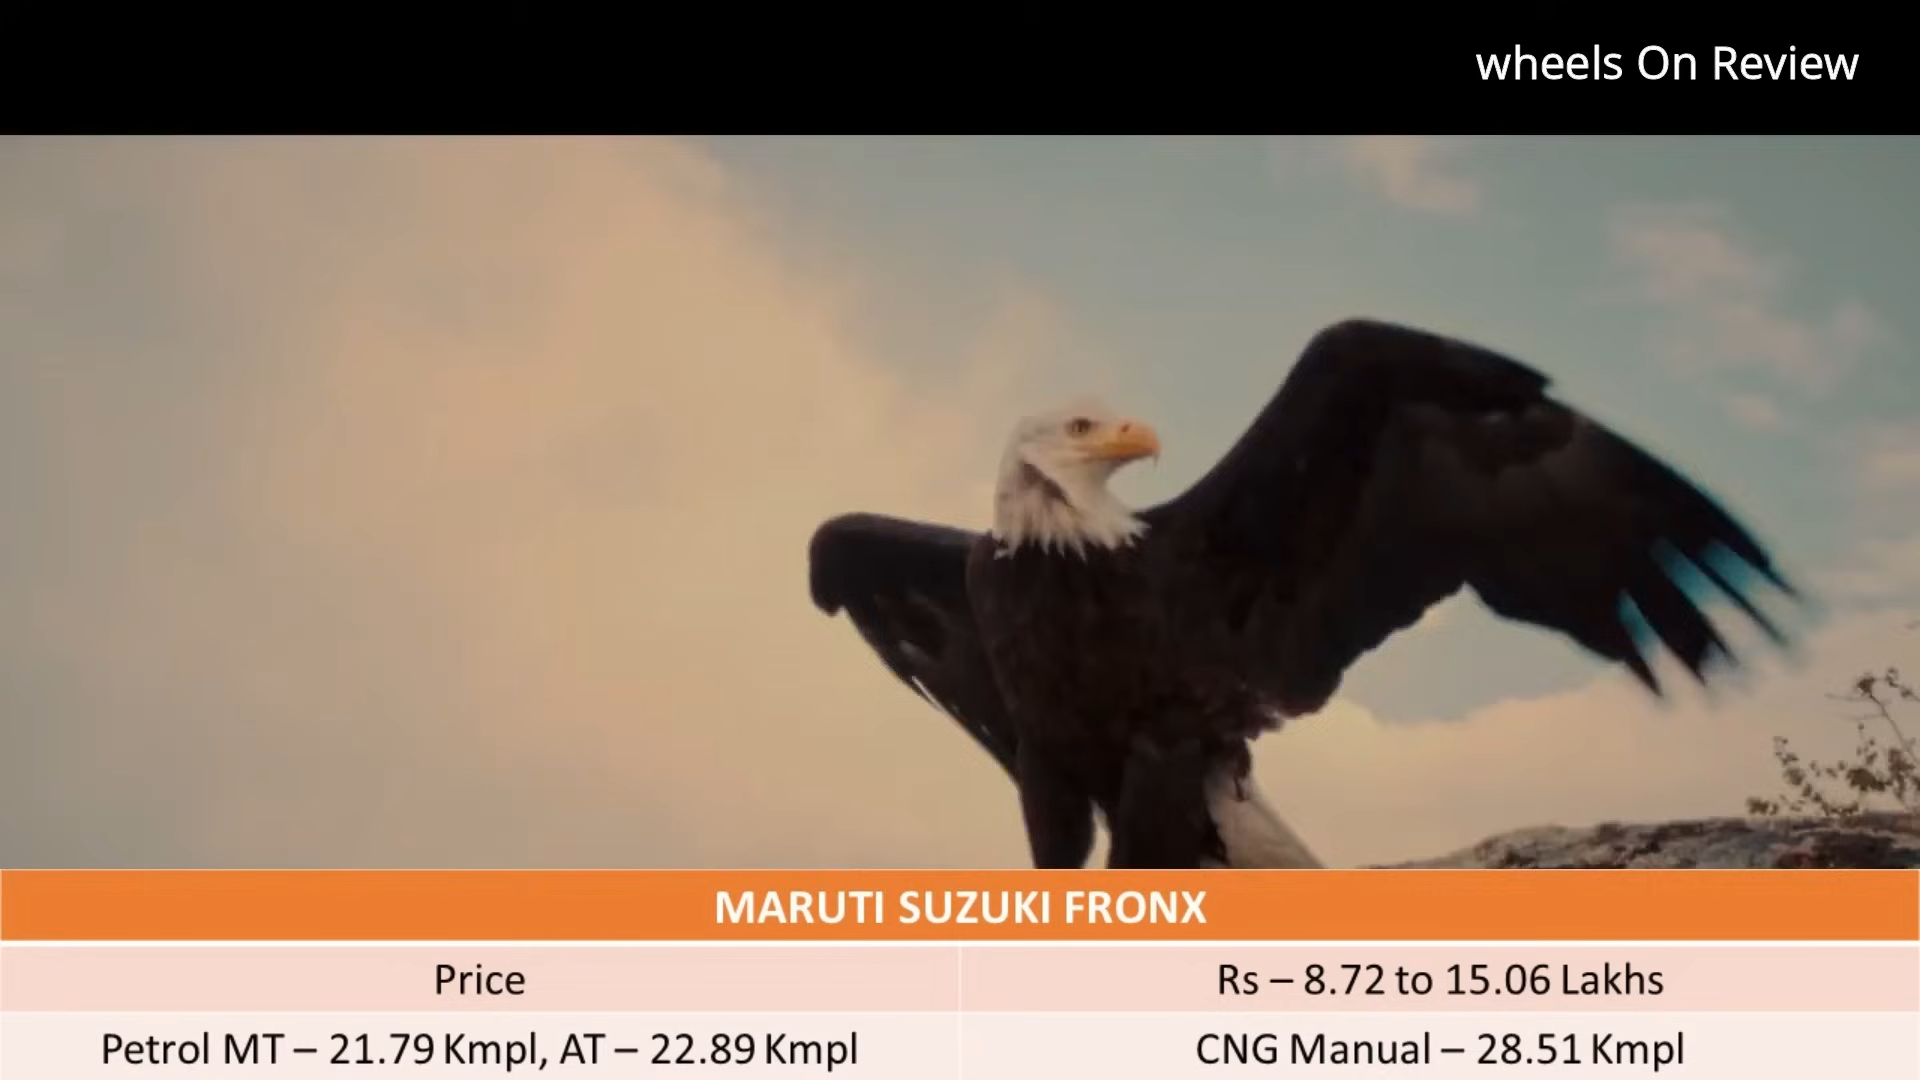 wheels On Review
MARUTI SUZUKI FRONX
Price
Rs – 8.72 to 15.06 Lakhs
Petrol MT – 21.79 Kmpl, AT – 22.89 Kmpl
CNG Manual – 28.51 Kmpl